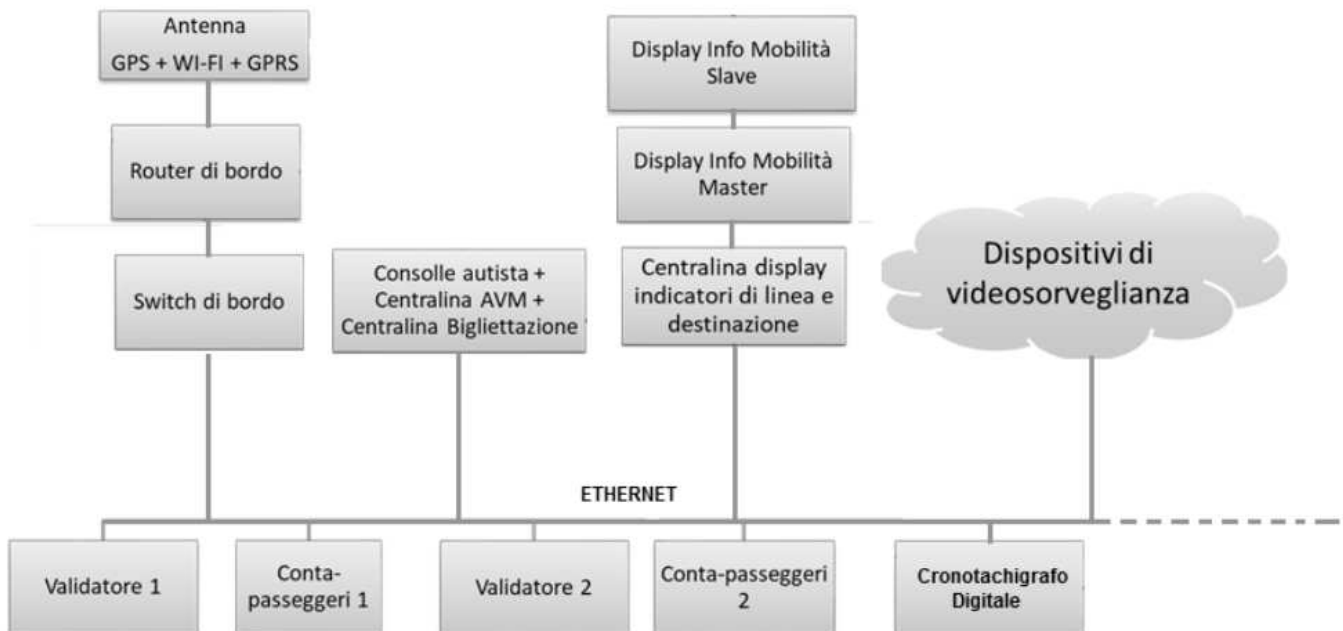 Antenna
GPS + WI-FI + GPRS
Router di bordo
Switch di bordo
Consolle autista +
Centralina AVM +
Centralina Bigliettazione
Display Info Mobilità
Slave
Display Info Mobilità
Master
Centralina display
indicatori di linea e
destinazione
Dispositivi di
videosorveglianza
ETHERNET
Validatore 1
Conta-
passeggeri 1
Validatore 2
Conta-passeggeri
2
Cronotachigrafo
Digitale